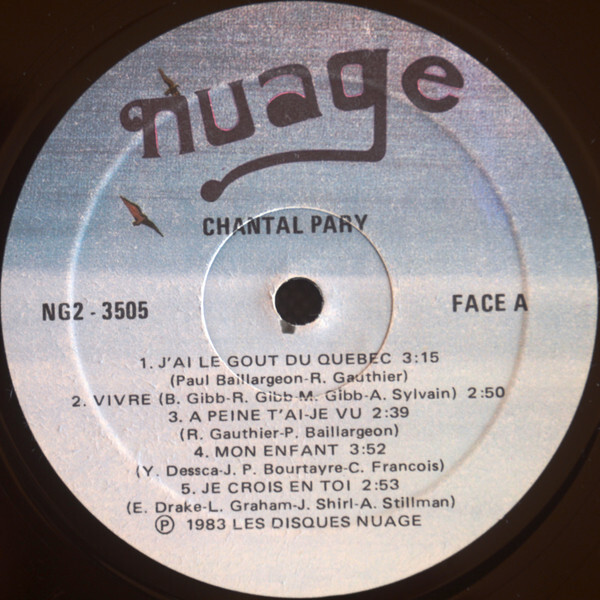 nuage
CHANTAL PARY
NG2 - 3505
FACE A
1. J'AI LE GOUT DU QUEBEC 3:15
(Paul Baillargeon-R. Gauthier)
2. VIVRE (B. Gibb-R. Gibb-M. Gibb-A. Sylvain) 2:50
3. A PEINE T'AI-JE VU 2:39
(R. Gauthier-P. Baillargeon)
4. MON ENFANT 3:52
(Y. Dessca-J. P. Bourtayre-C. Francois)
5. JE CROIS EN TOI 2:53
(E. Drake-L. Graham-J. Shirl-A. Stillman)
Ⓟ 1983 LES DISQUES NUAGE